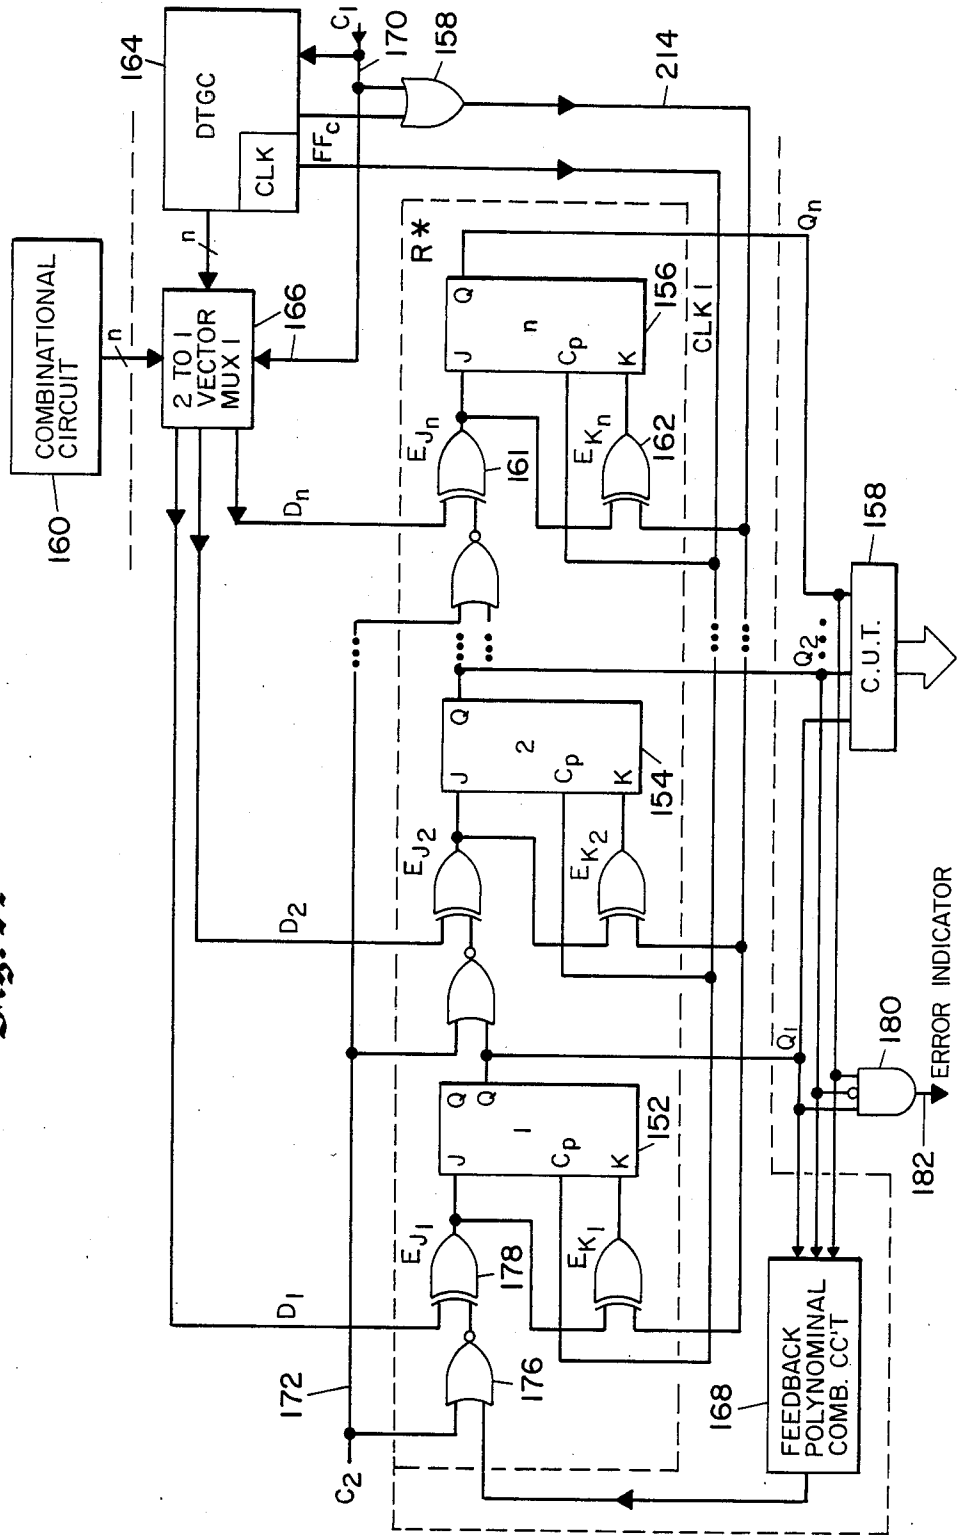 COMBINATIONAL
CIRCUIT
160
n
164
DTGC
CLK
n
2 TO 1
VECTOR
MUX 1
166
C1
170
158
FFC
214
R*
D1
D2
Dn
172
C2
176
178
EJ1
EK1
J
Q
Q
1
Cp
K
152
EJ2
EK2
J
Q
2
Cp
K
154
EJn
161
EKn
162
J
Q
n
Cp
K
156
CLK 1
Q1
Q2
Qn
158
C.U.T.
180
182
ERROR INDICATOR
168
FEEDBACK
POLYNOMINAL
COMB. CC'T